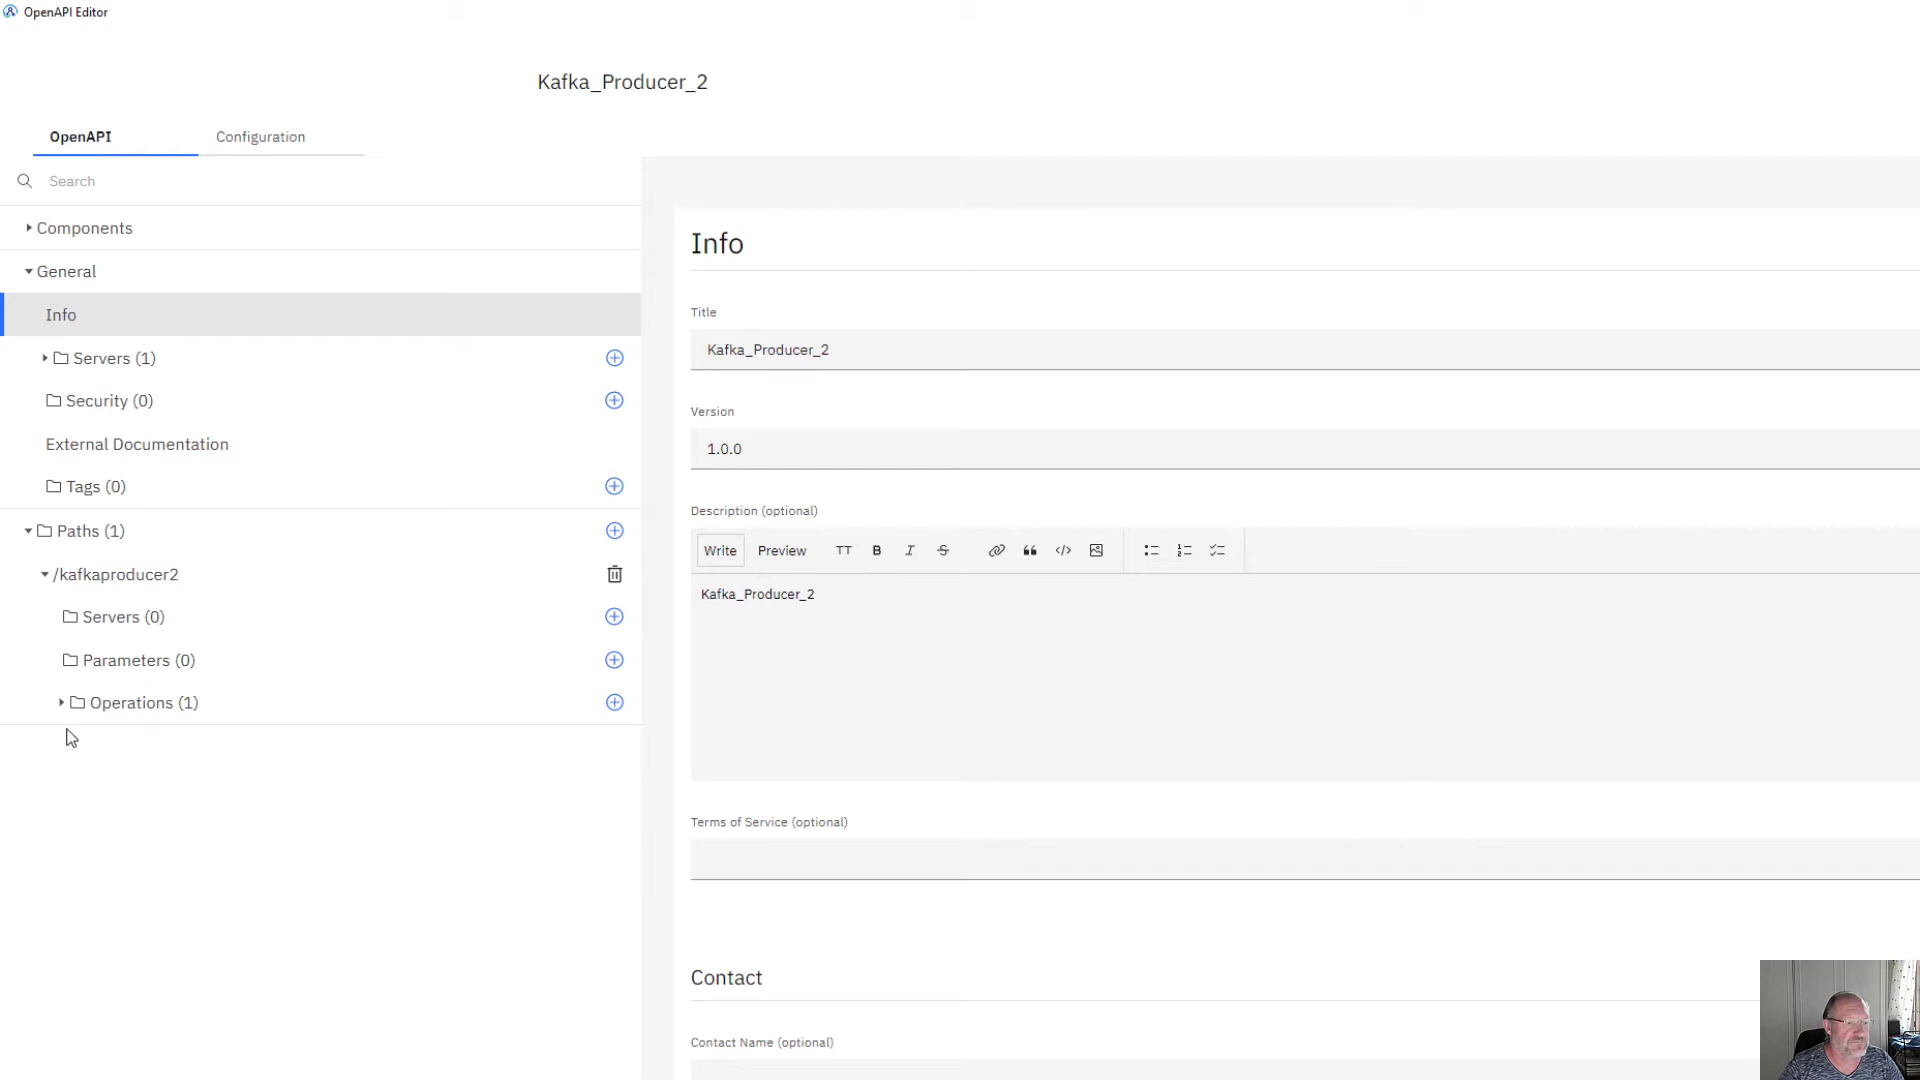 OpenAPI Editor
Kafka_Producer_2
OpenAPI
Configuration
Search
Components
General
Info
Servers (1)
Security (0)
External Documentation
Tags (0)
Paths (1)
/kafkaproducer2
Servers (0)
Parameters (0)
Operations (1)
Info
Title
Kafka_Producer_2
Version
1.0.0
Description (optional)
Write Preview TT B I S
Kafka_Producer_2
Terms of Service (optional)
Contact
Contact Name (optional)